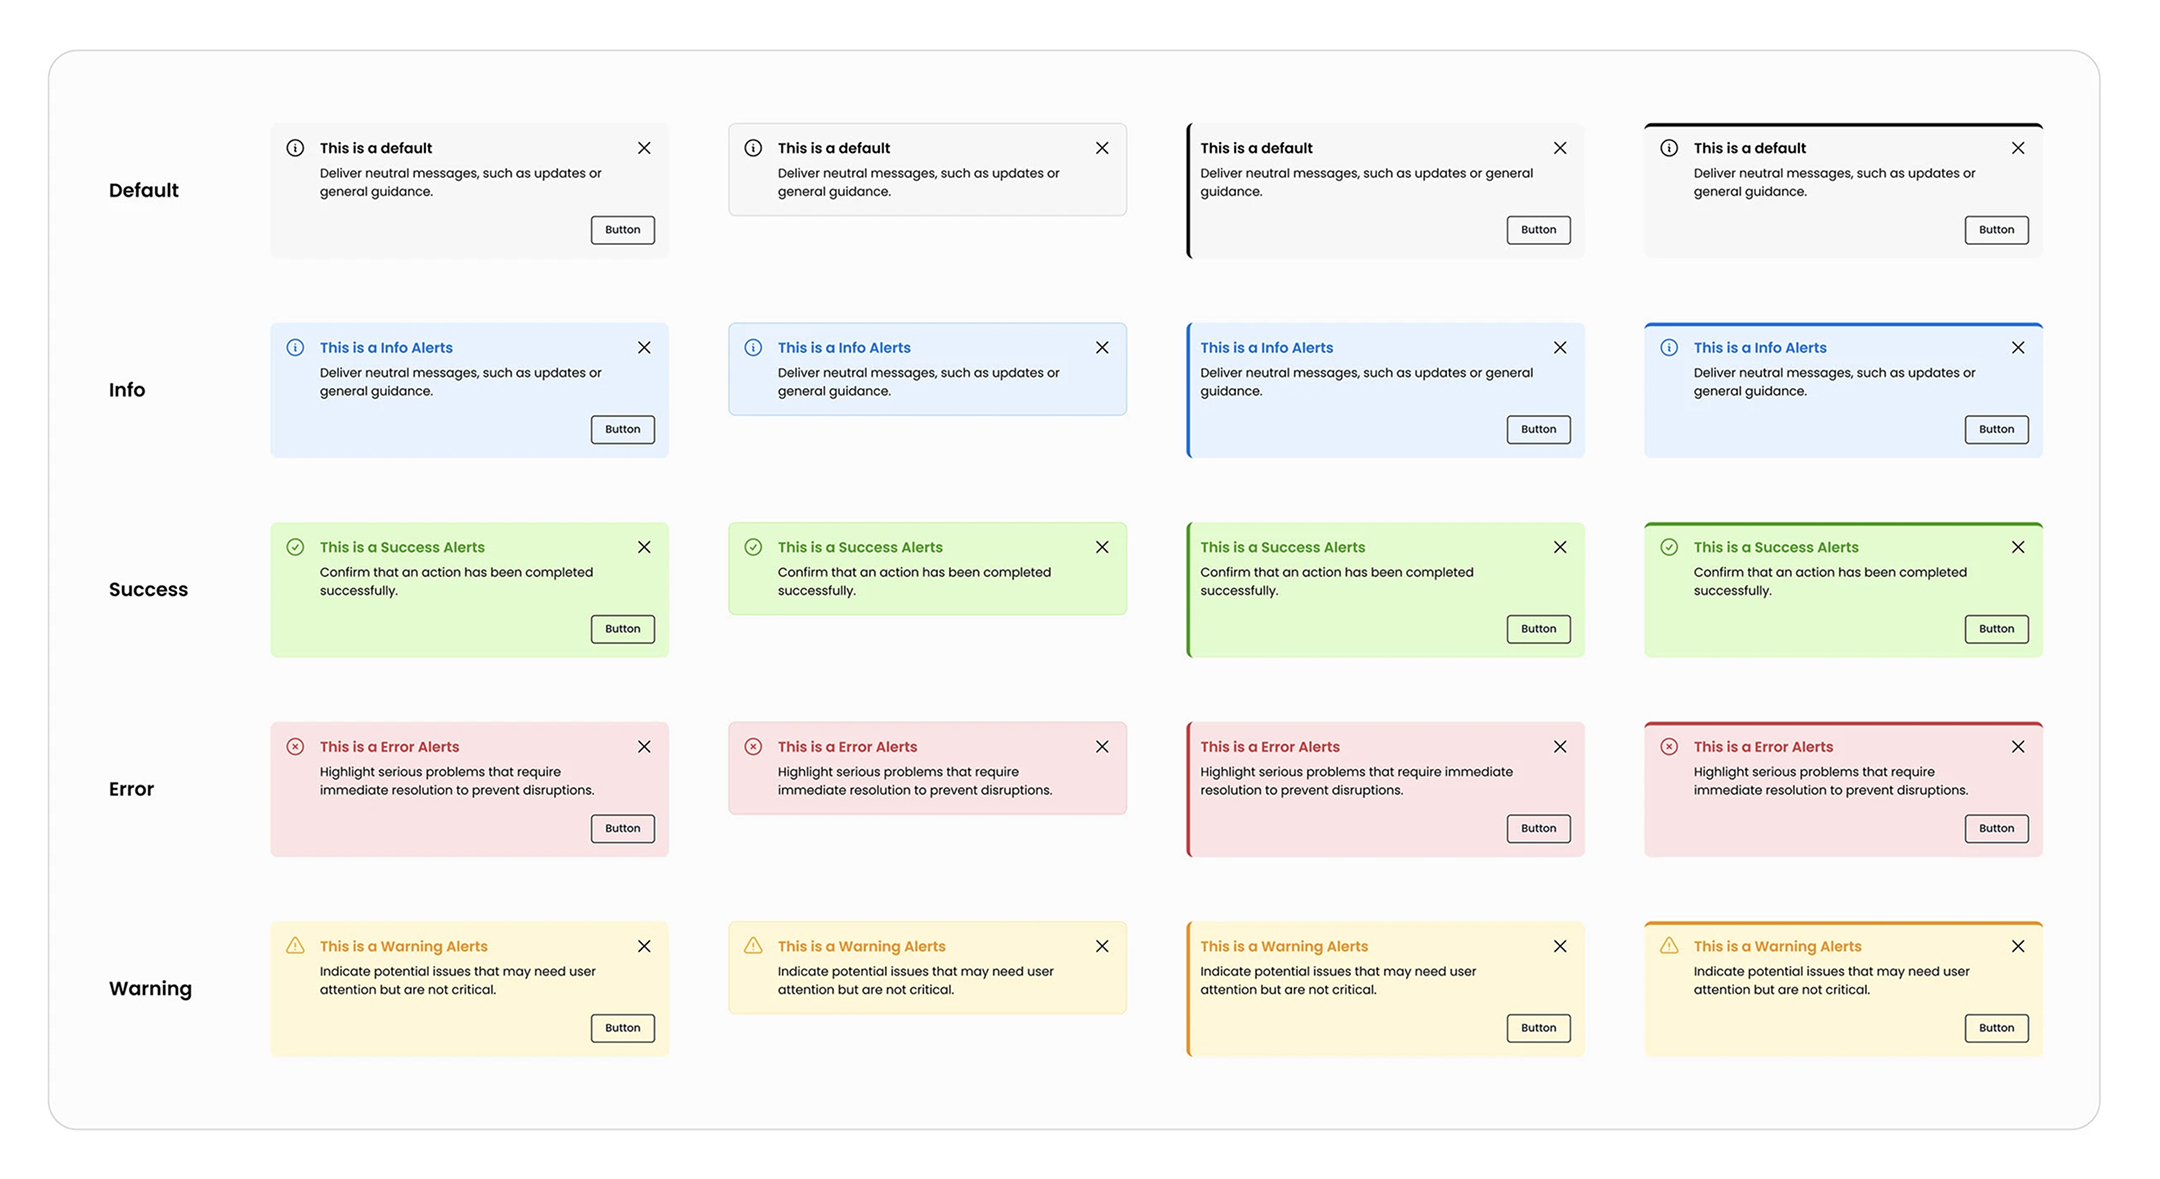 Default
This is a default
Deliver neutral messages, such as updates or
general guidance.
Button
This is a default
Deliver neutral messages, such as updates or
general guidance.
This is a default
Deliver neutral messages, such as updates or general
guidance.
Button
This is a default
Deliver neutral messages, such as updates or
general guidance.
Button
Info
This is a Info Alerts
Deliver neutral messages, such as updates or
general guidance.
Button
This is a Info Alerts
Deliver neutral messages, such as updates or
general guidance.
This is a Info Alerts
Deliver neutral messages, such as updates or general
guidance.
Button
This is a Info Alerts
Deliver neutral messages, such as updates or
general guidance.
Button
Success
This is a Success Alerts
Confirm that an action has been completed
successfully.
Button
This is a Success Alerts
Confirm that an action has been completed
successfully.
This is a Success Alerts
Confirm that an action has been completed
successfully.
Button
This is a Success Alerts
Confirm that an action has been completed
successfully.
Button
Error
This is a Error Alerts
Highlight serious problems that require
immediate resolution to prevent disruptions.
Button
This is a Error Alerts
Highlight serious problems that require
immediate resolution to prevent disruptions.
This is a Error Alerts
Highlight serious problems that require immediate
resolution to prevent disruptions.
Button
This is a Error Alerts
Highlight serious problems that require
immediate resolution to prevent disruptions.
Button
Warning
This is a Warning Alerts
Indicate potential issues that may need user
attention but are not critical.
Button
This is a Warning Alerts
Indicate potential issues that may need user
attention but are not critical.
This is a Warning Alerts
Indicate potential issues that may need user
attention but are not critical.
Button
This is a Warning Alerts
Indicate potential issues that may need user
attention but are not critical.
Button